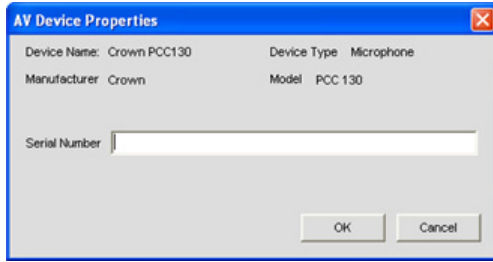 AV Device Properties
Device Name: Crown PCC130 Device Type Microphone
Manufacturer Crown Model PCC 130
Serial Number
OK Cancel